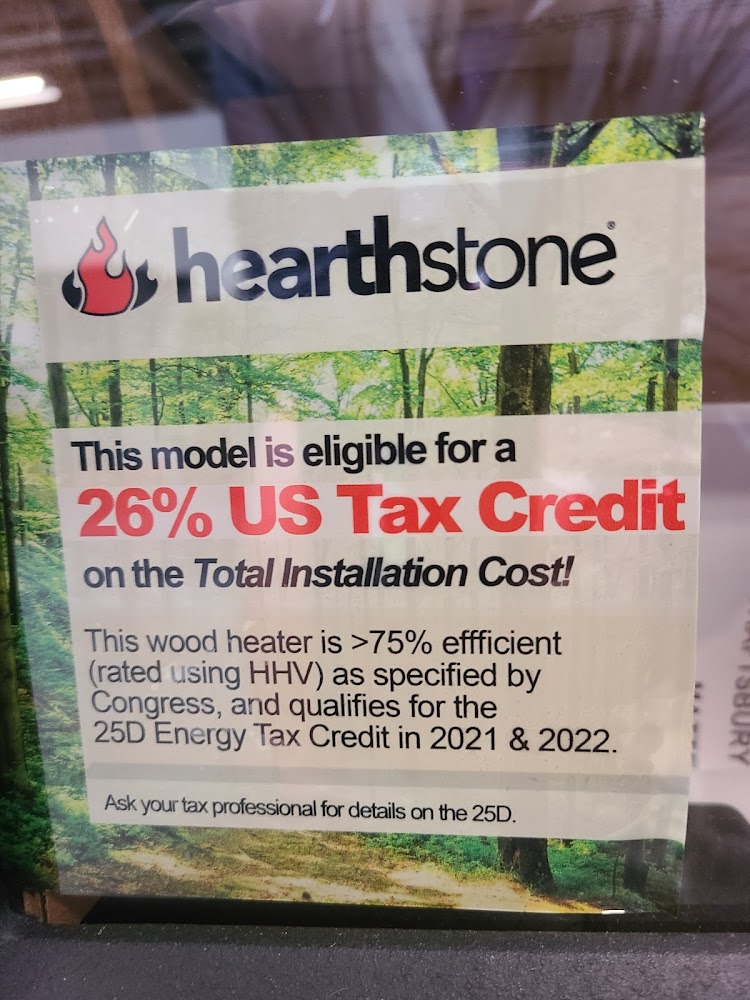 hearthstone®
This model is eligible for a
26% US Tax Credit
on the Total Installation Cost!
This wood heater is >75% effficient
(rated using HHV) as specified by
Congress, and qualifies for the
25D Energy Tax Credit in 2021 & 2022.
Ask your tax professional for details on the 25D.